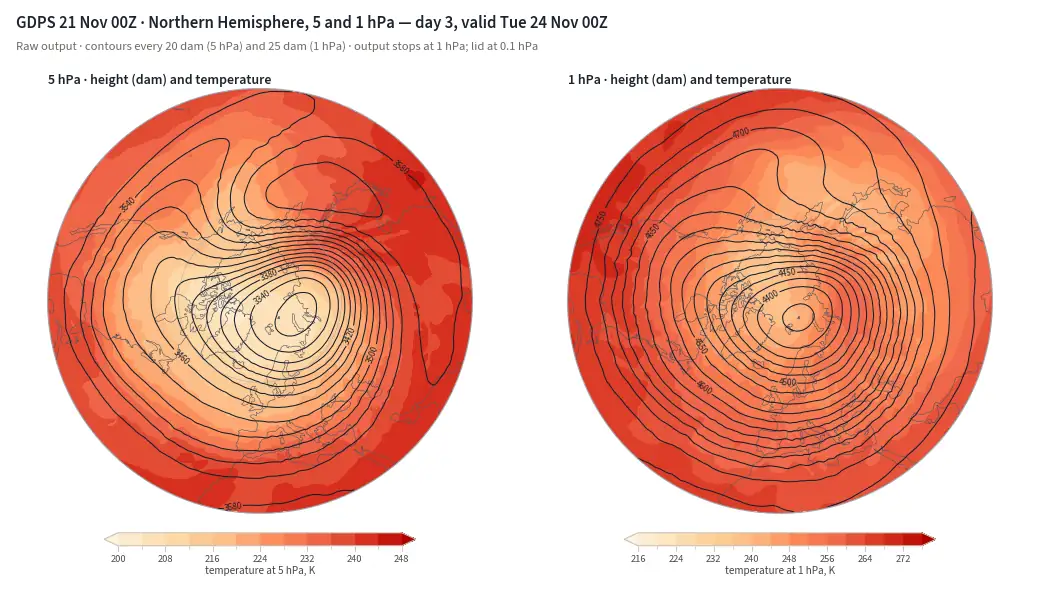 GDPS 21 Nov 00Z · Northern Hemisphere, 5 and 1 hPa — day 3, valid Tue 24 Nov 00Z
Raw output · contours every 20 dam (5 hPa) and 25 dam (1 hPa) · output stops at 1 hPa; lid at 0.1 hPa
5 hPa · height (dam) and temperature
1 hPa · height (dam) and temperature
3580
3540
3380
3340
3420
3500
3460
3580
4700
4750
4650
4450
4400
4550
4600
4500
200 208 216 224 232 240 248
temperature at 5 hPa, K
216 224 232 240 248 256 264 272
temperature at 1 hPa, K